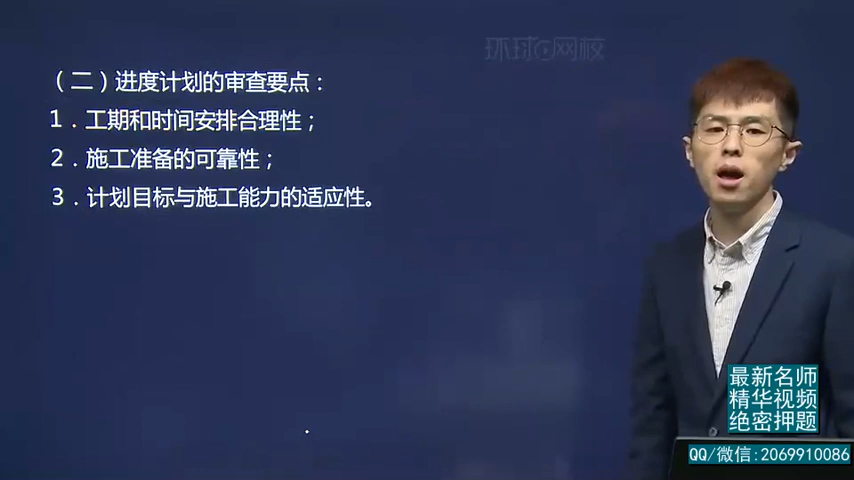 环球网校
（二）进度计划的审查要点：
1．工期和时间安排合理性；
2．施工准备的可靠性；
3．计划目标与施工能力的适应性。
最新名师
精华视频
绝密押题
QQ/微信:2069910086